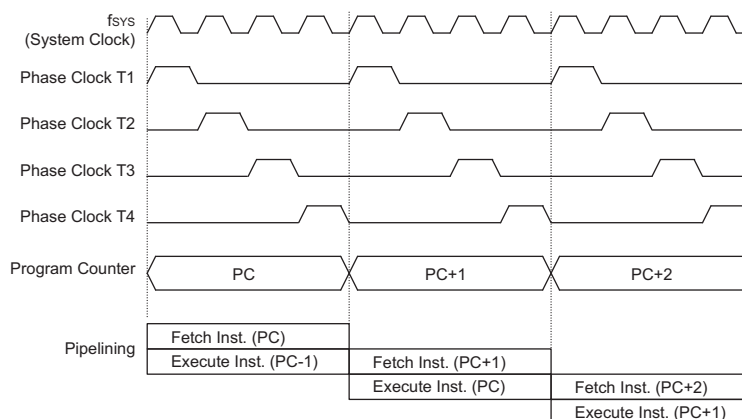 fSYS
(System Clock)
Phase Clock T1
Phase Clock T2
Phase Clock T3
Phase Clock T4
Program Counter
PC
PC+1
PC+2
Pipelining
Fetch Inst. (PC)
Execute Inst. (PC-1)
Fetch Inst. (PC+1)
Execute Inst. (PC)
Fetch Inst. (PC+2)
Execute Inst. (PC+1)